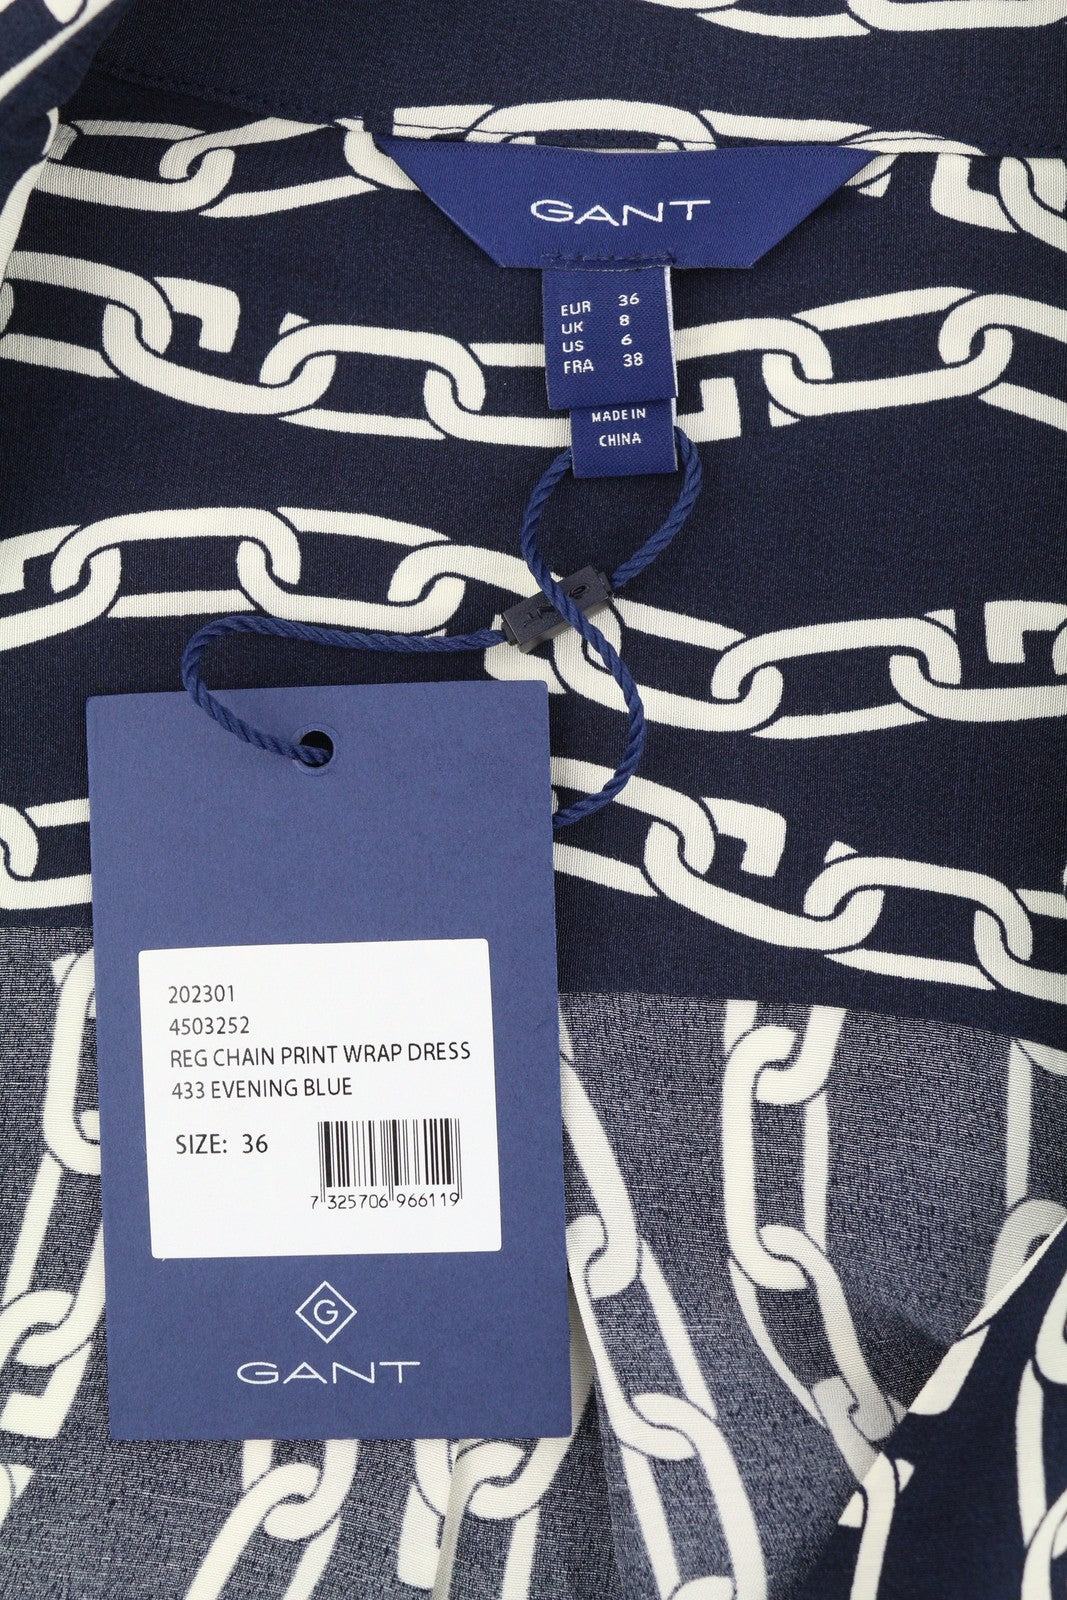 GANT
EUR 36
UK 8
US 6
FRA 38
MADE IN
CHINA
202301
4503252
REG CHAIN PRINT WRAP DRESS
433 EVENING BLUE
SIZE: 36
7 325706 966119
G
GANT